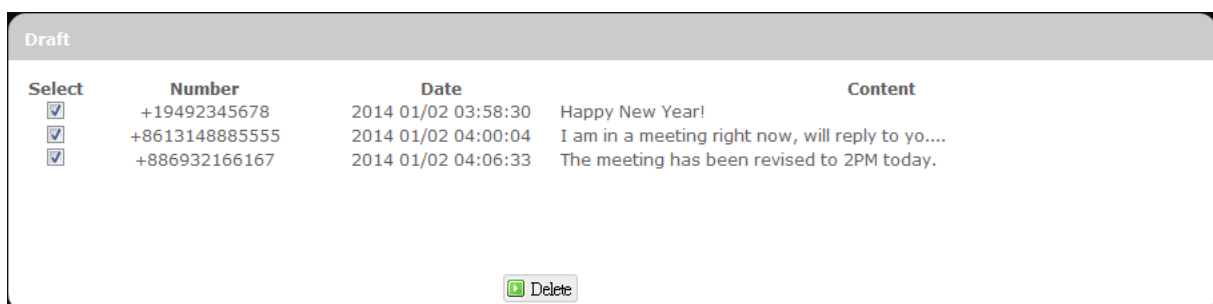 Draft
Select Number Date Content
+19492345678 2014 01/02 03:58:30 Happy New Year!
+8613148885555 2014 01/02 04:00:04 I am in a meeting right now, will reply to yo....
+886932166167 2014 01/02 04:06:33 The meeting has been revised to 2PM today.
Delete